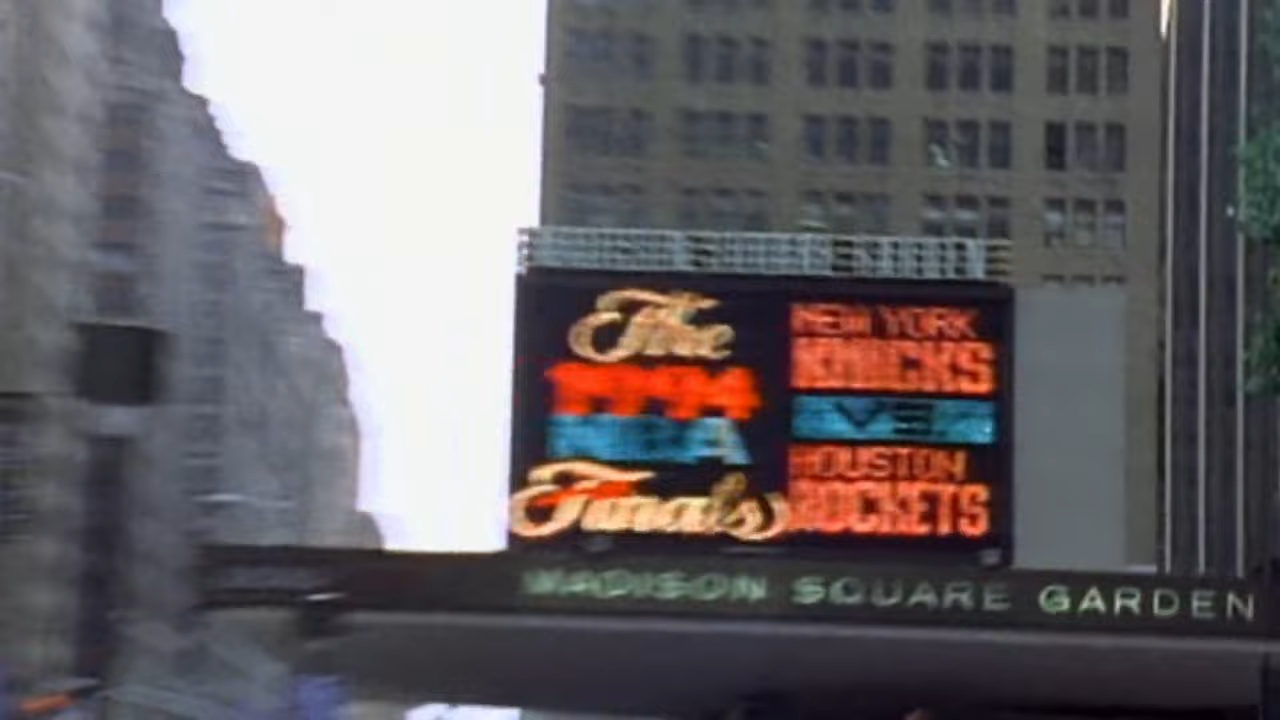 The
1994
NBA
Finals
NEW YORK
KNICKS
VS
HOUSTON
ROCKETS
MADISON SQUARE GARDEN